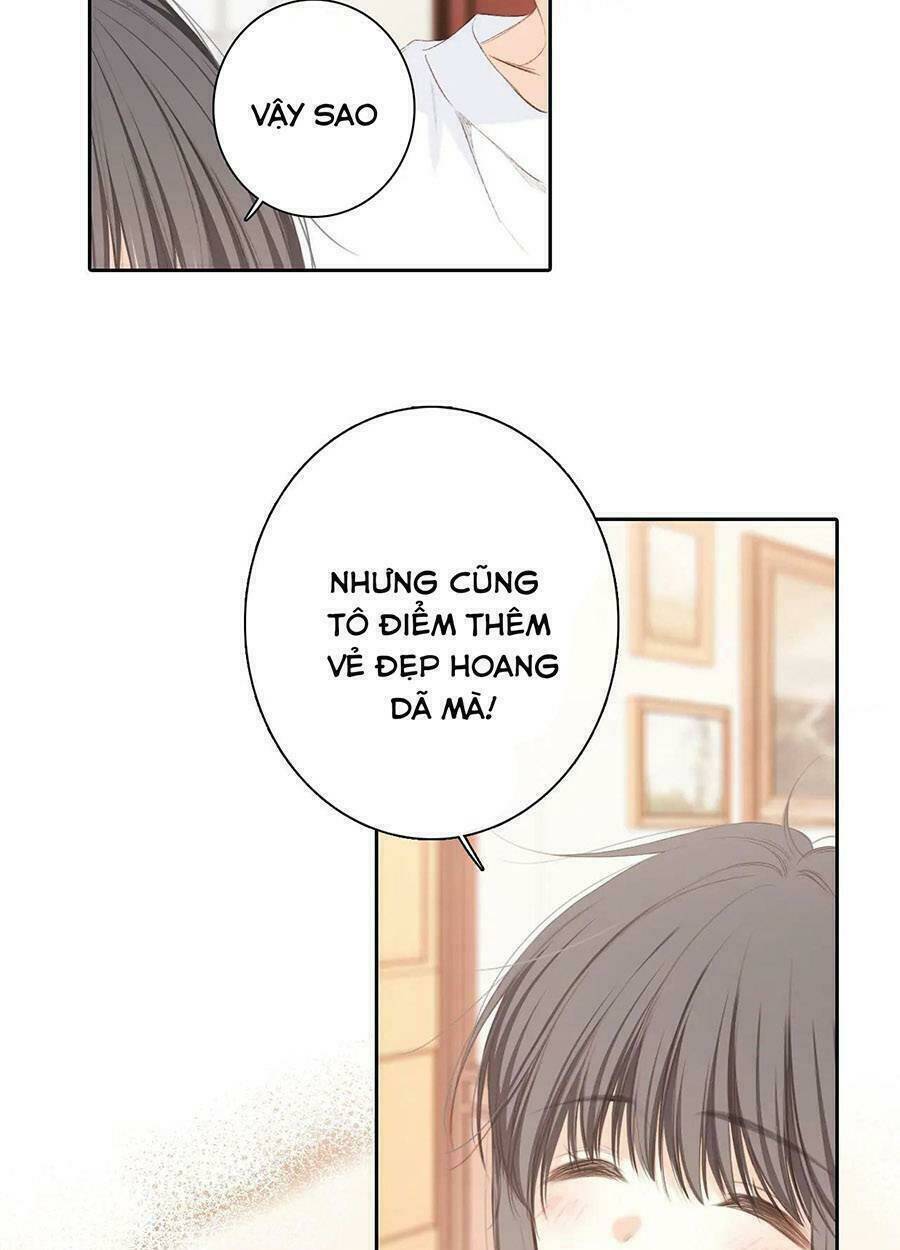 VẬY SAO
NHƯNG CŨNG
TÔ ĐIỂM THÊM
VẺ ĐẸP HOANG
DÃ MÀ!